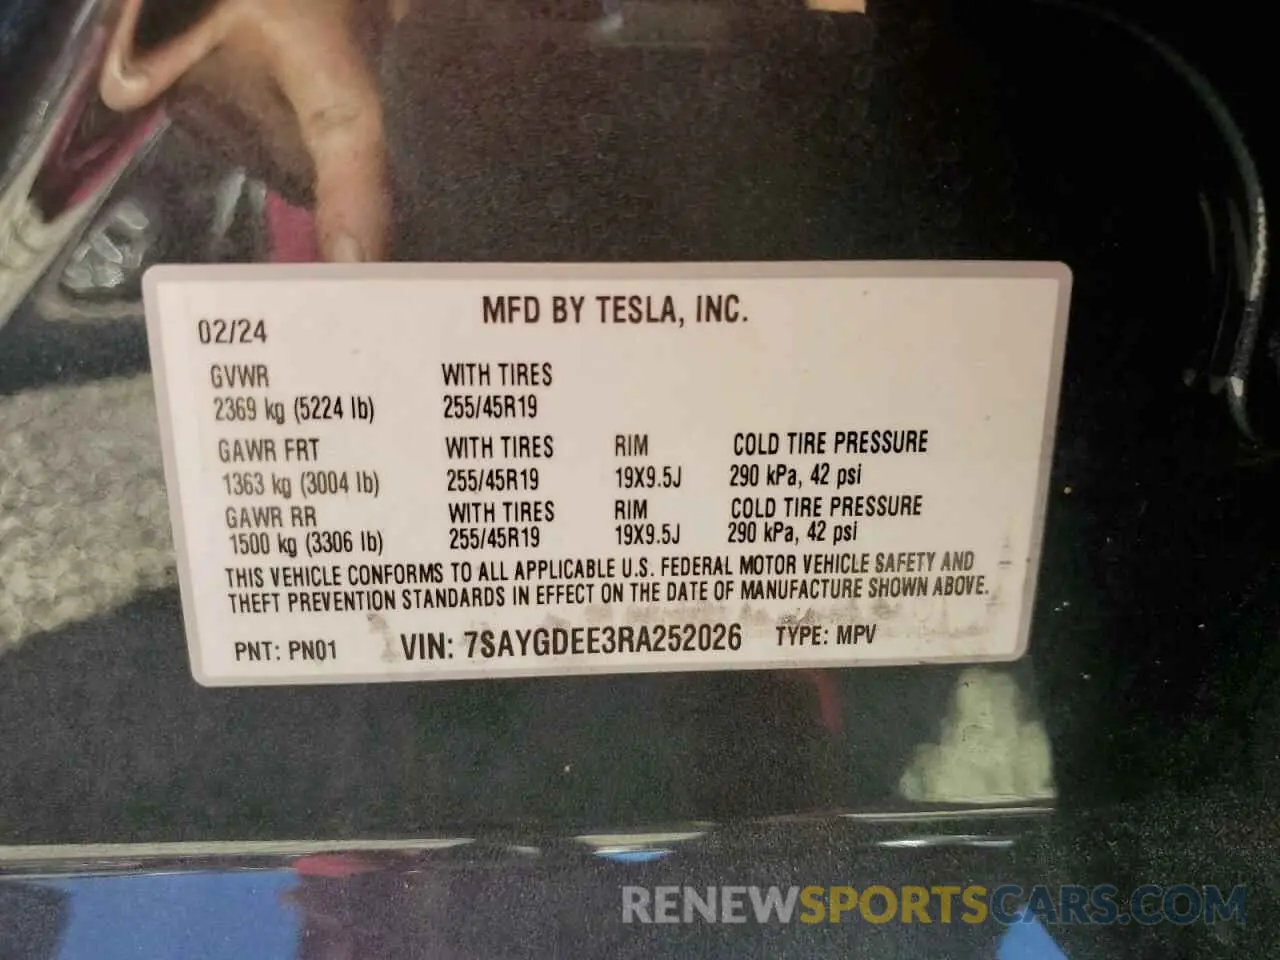 MFD BY TESLA, INC.
02/24
GVWR WITH TIRES
2369 kg (5224 lb) 255/45R19
GAWR FRT WITH TIRES RIM COLD TIRE PRESSURE
1363 kg (3004 lb) 255/45R19 19X9.5J 290 kPa, 42 psi
GAWR RR WITH TIRES RIM COLD TIRE PRESSURE
1500 kg (3306 lb) 255/45R19 19X9.5J 290 kPa, 42 psi
THIS VEHICLE CONFORMS TO ALL APPLICABLE U.S. FEDERAL MOTOR VEHICLE SAFETY AND
THEFT PREVENTION STANDARDS IN EFFECT ON THE DATE OF MANUFACTURE SHOWN ABOVE.
PNT: PN01 VIN: 7SAYGDEE3RA252026 TYPE: MPV
RENEWSPORTSCARS.COM